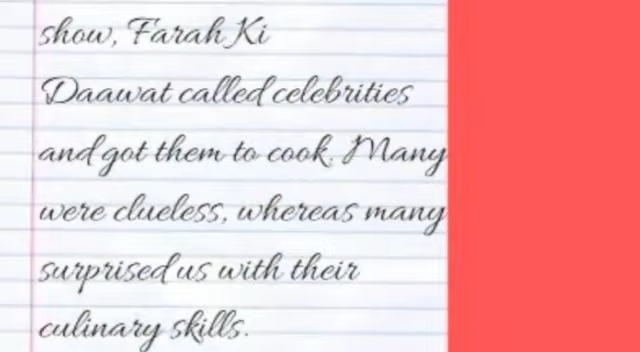 show, Farah Ki
Daawat called celebrities
and got them to cook. Many
were clueless, whereas many
surprised us with their
culinary skills.